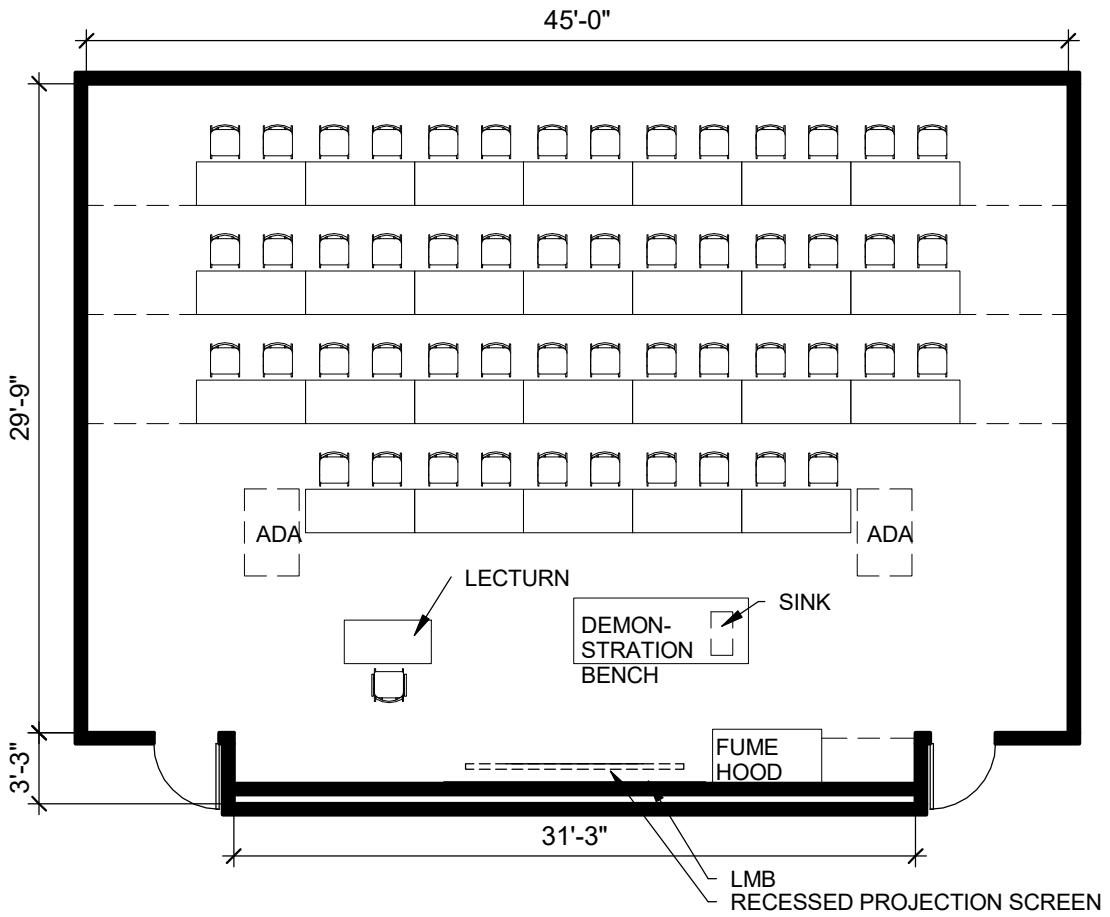 45'-0"
29'-9"
ADA
ADA
LECTURN
SINK
DEMON-
STRATION
BENCH
3'-3"
FUME
HOOD
31'-3"
LMB
RECESSED PROJECTION SCREEN